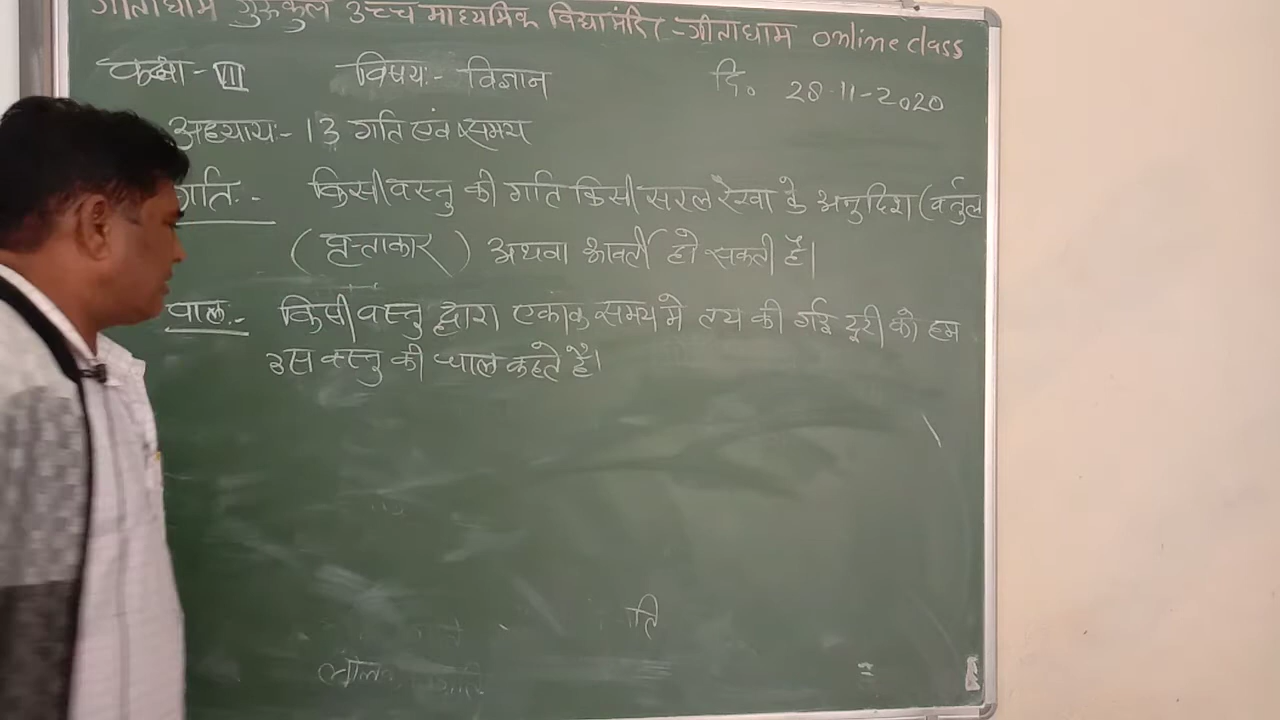 गीताधाम गुरुकुल उच्च माध्यमिक विद्यामंदिर -गीताधाम online class
कक्षा - VII विषय:- विज्ञान दि. 28-11-2020
अध्याय:- 13 गति एवं समय
गति:- किसी वस्तु की गति किसी सरल रेखा के अनुदिश (वर्तुल
(वृत्ताकार) अथवा आवर्ती हो सकती है।
चाल:- किसी वस्तु द्वारा एकांक समय मे तय की गई दूरी को हम
उस वस्तु की चाल कहते है।
ति